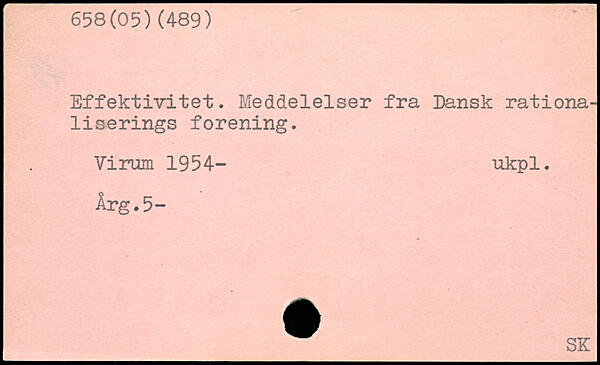 658(05)(489)
Effektivitet. Meddelelser fra Dansk rationa-
liserings forening.
Virum 1954- ukpl.
Årg.5-
SK